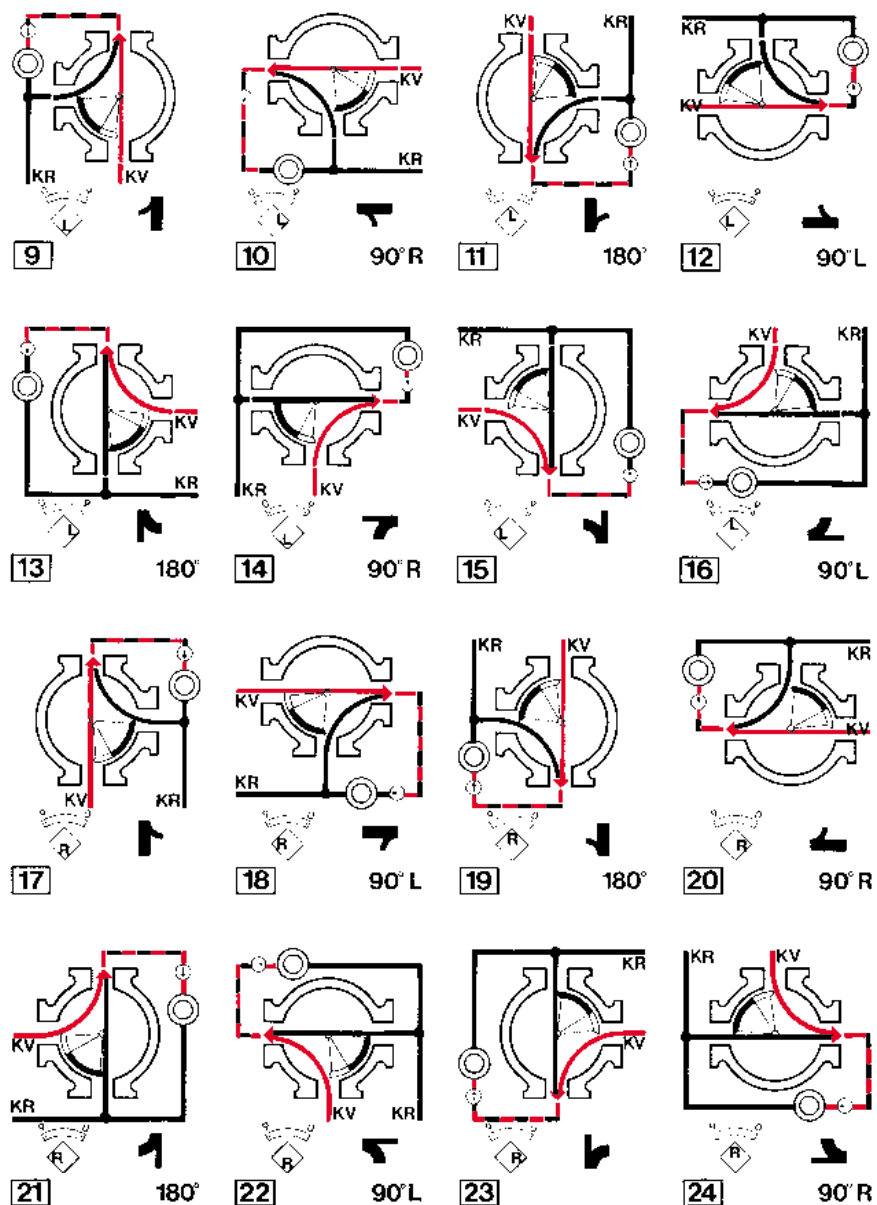 KR KV L
9
KV L
10 90°R
KV KR L
11 180°
KR KV L
12 90°L
KV KR L
13 180°
KR KV L
14 90°R
KR KV L
15
KV KR L
16 90°L
KV KR R
17
KV KR R
18 90°L
KR KV R
19 180°
KR KV R
20 90°R
KV KR R
21 180°
KV KR R
22 90°L
KR KV R
23
KR KV R
24 90°R